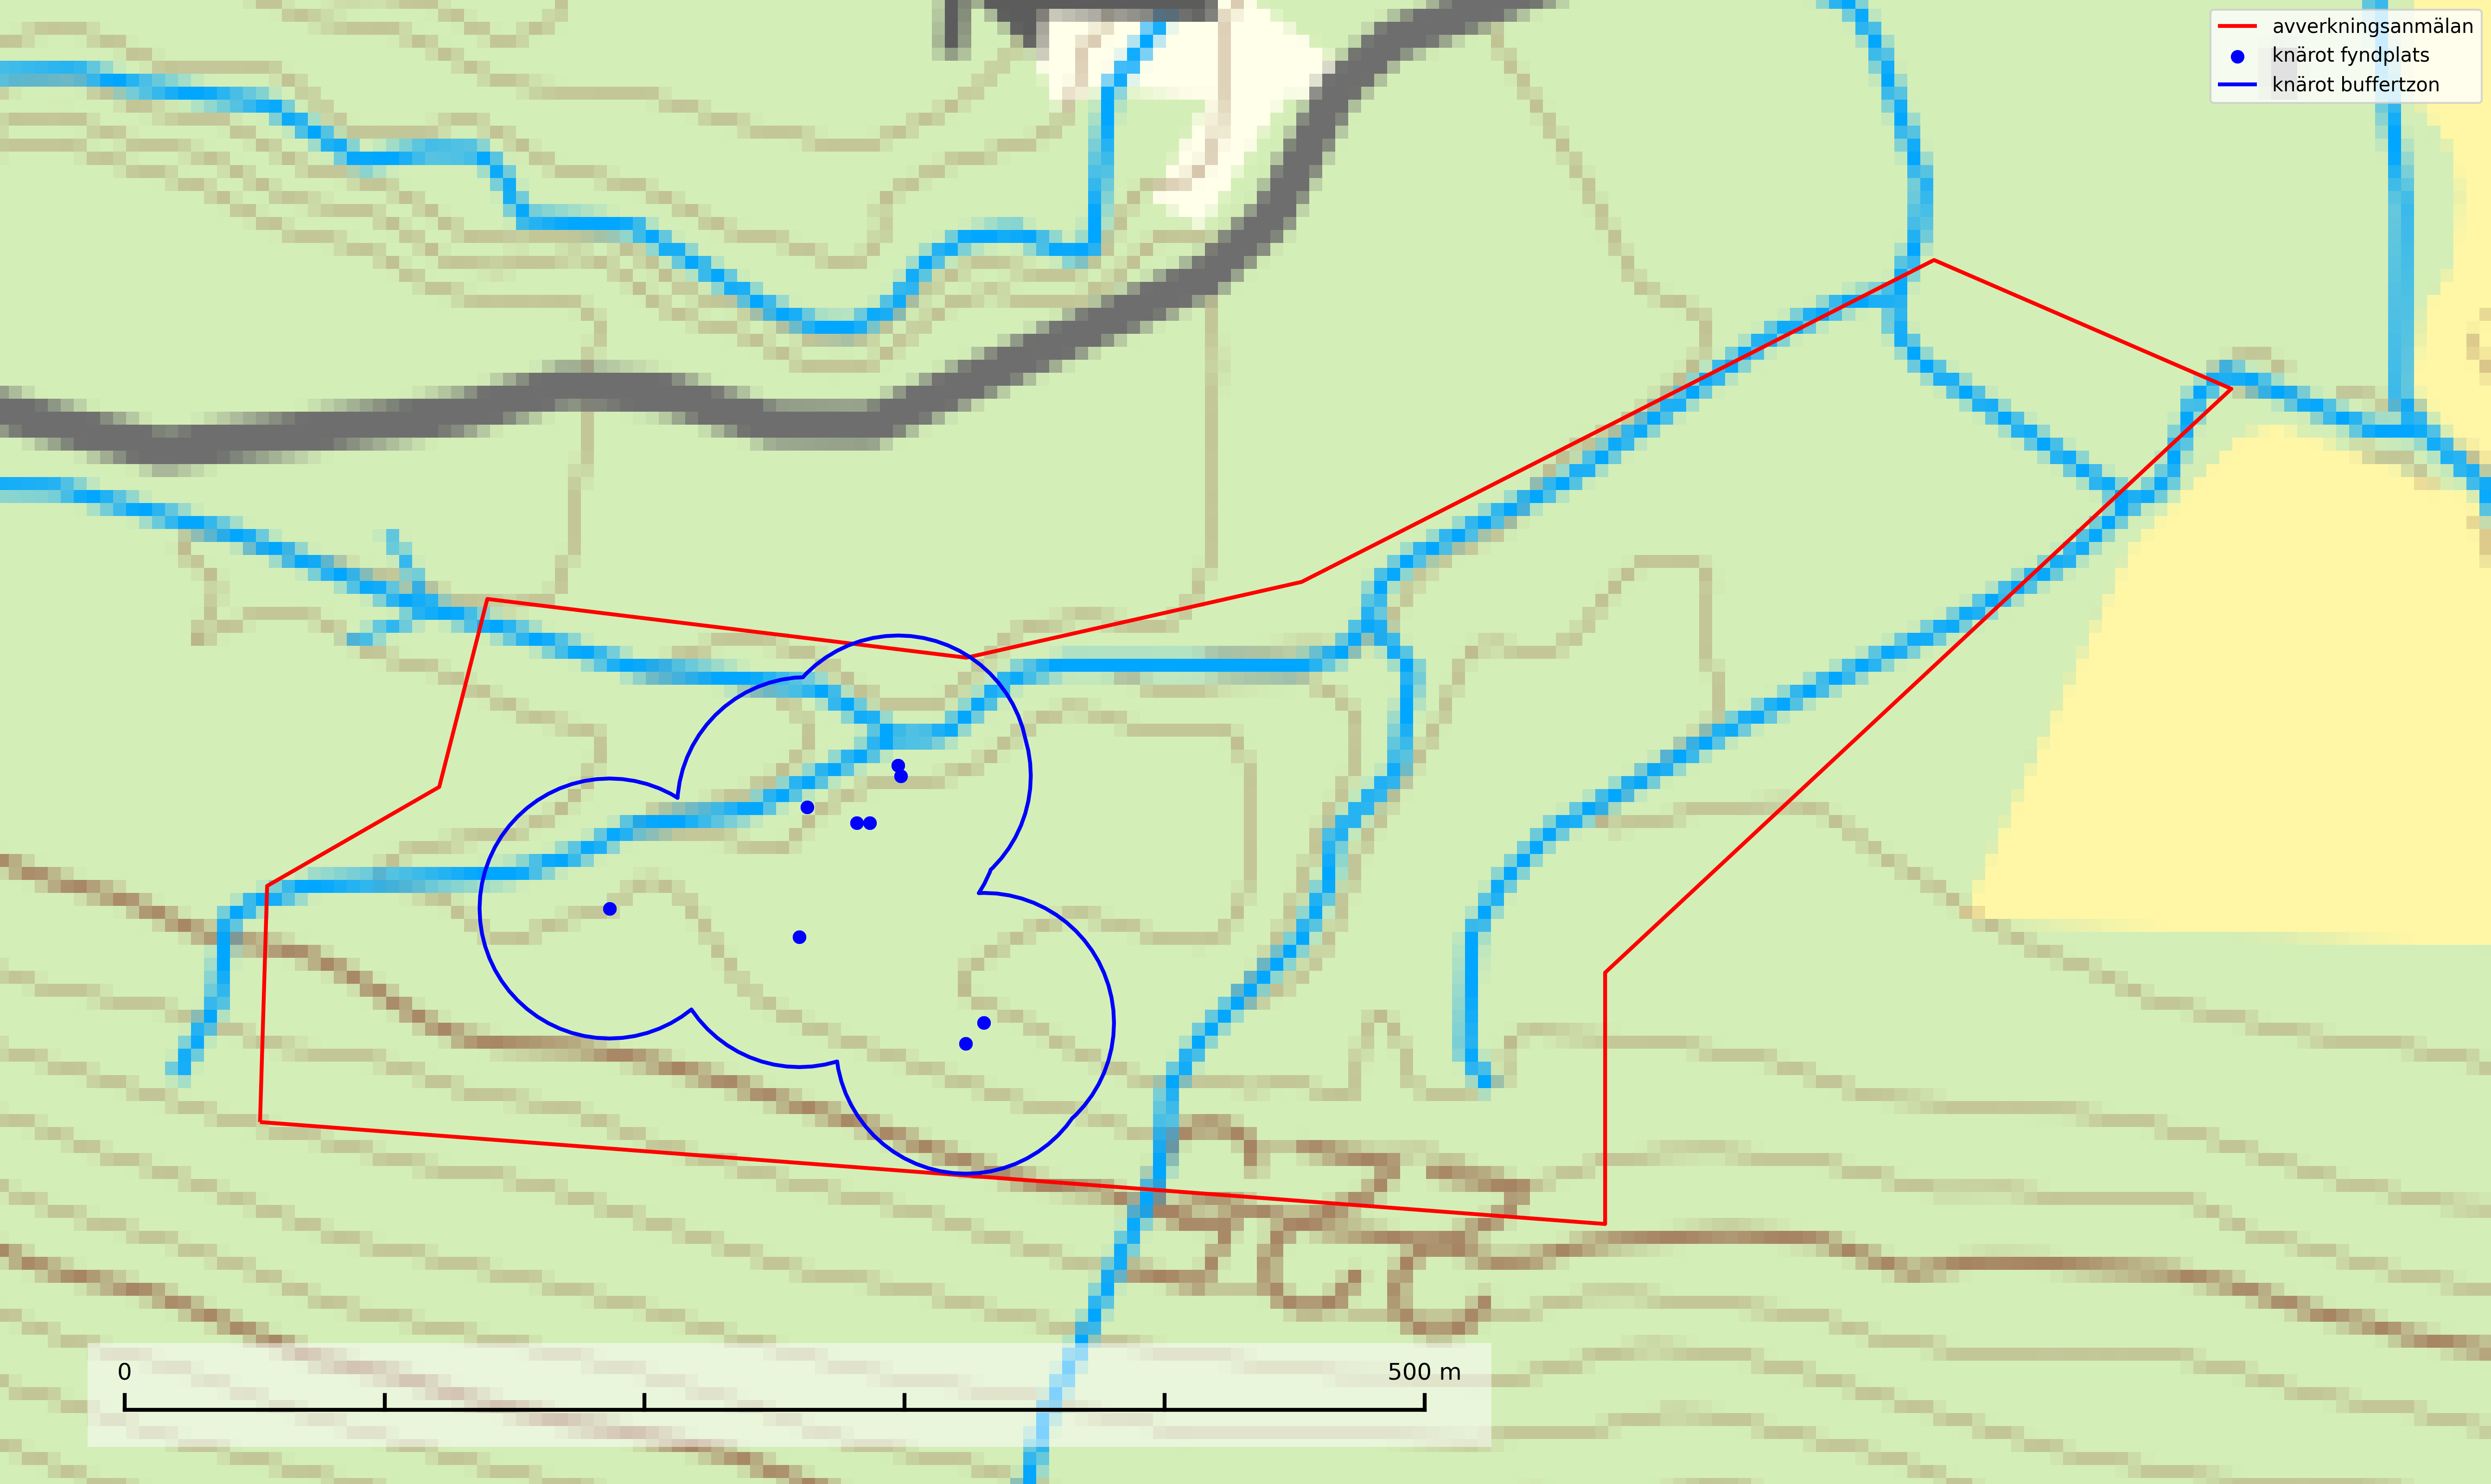 avverkningsanmälan
knärot fyndplats
knärot buffertzon
0
500 m